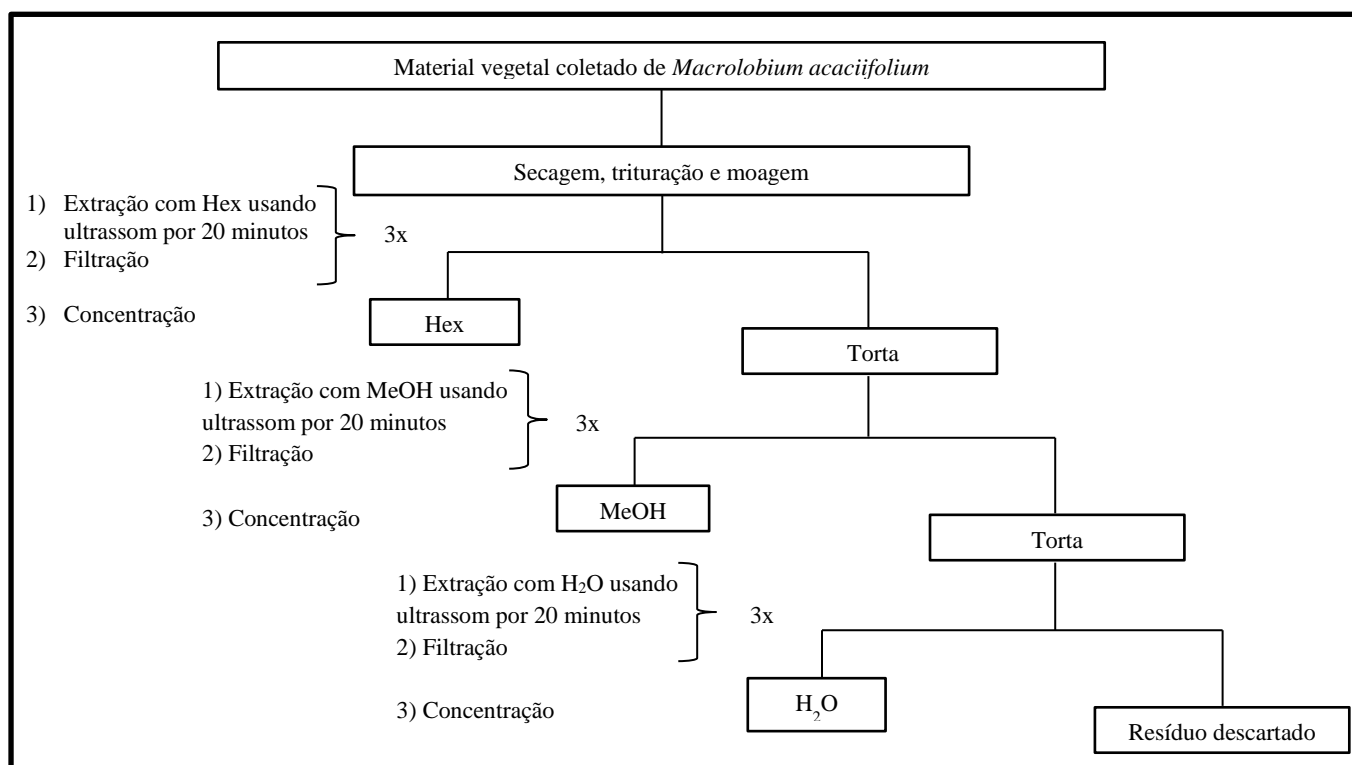 Material vegetal coletado de Macrolobium acaciifolium
Secagem, trituração e moagem
1) Extração com Hex usando
ultrassom por 20 minutos
2) Filtração
3x
3) Concentração
Hex
Torta
1) Extração com MeOH usando
ultrassom por 20 minutos
2) Filtração
3x
3) Concentração
MeOH
Torta
1) Extração com H₂O usando
ultrassom por 20 minutos
2) Filtração
3x
3) Concentração
H₂O
Resíduo descartado